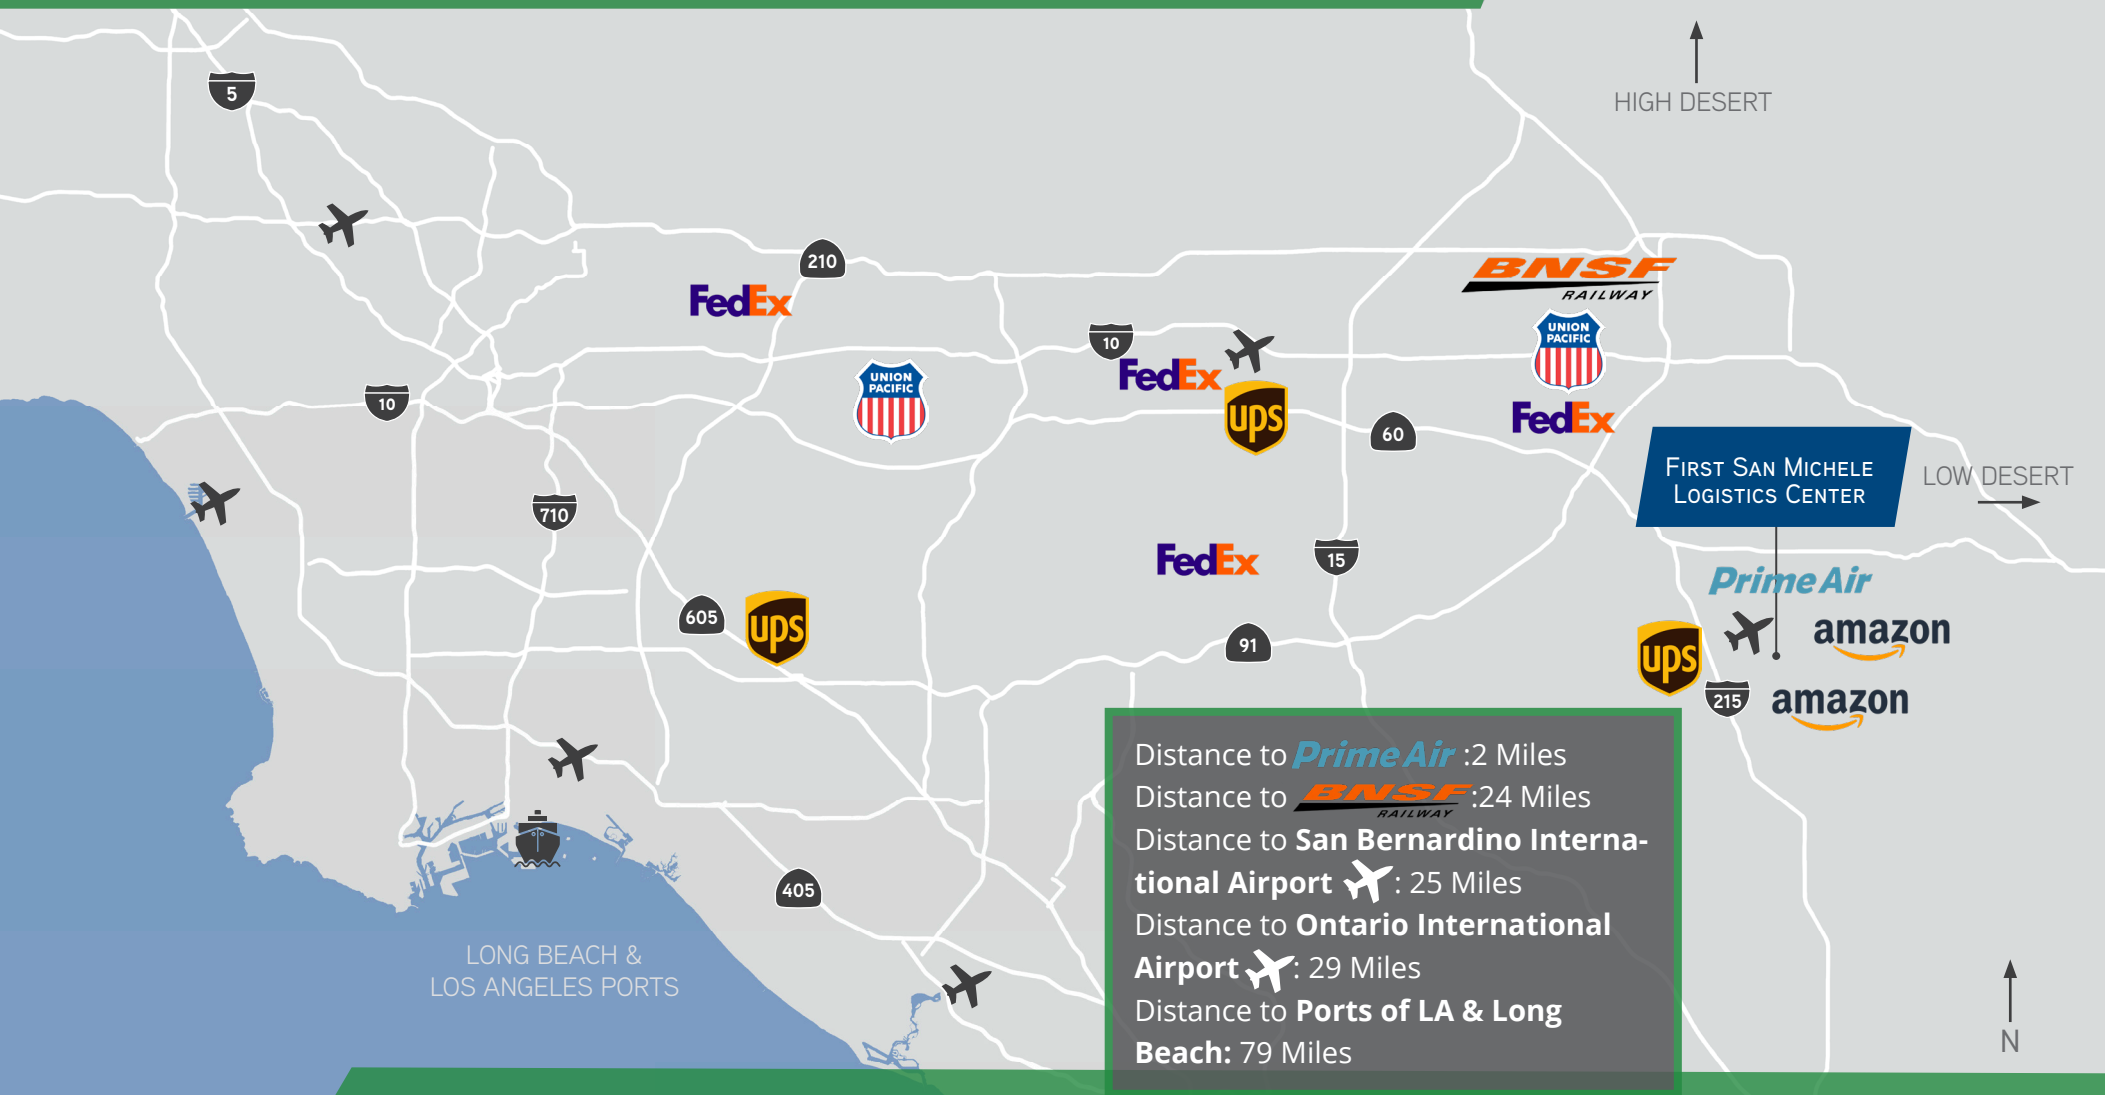 5
HIGH DESERT
210
BNSF
RAILWAY
FedEx
UNION
PACIFIC
10
FedEx
UNION
PACIFIC
10
ups
FedEx
60
FIRST SAN MICHELE
LOGISTICS CENTER
LOW DESERT
710
FedEx
15
Prime Air
605
ups
91
ups
amazon
215
amazon
Distance to Prime Air :2 Miles
Distance to BNSF :24 Miles
RAILWAY
Distance to San Bernardino Interna-
tional Airport : 25 Miles
Distance to Ontario International
Airport : 29 Miles
Distance to Ports of LA & Long
Beach: 79 Miles
405
LONG BEACH &
LOS ANGELES PORTS
N